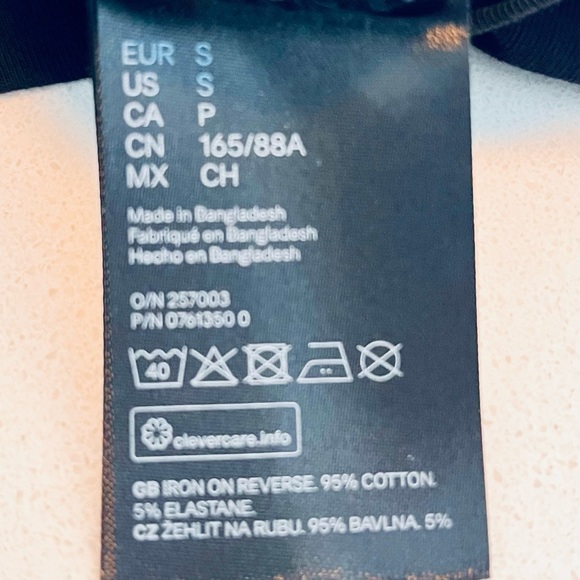 EUR S
US S
CA P
CN 165/88A
MX CH
Made in Bangladesh
Fabriqué en Bangladesh
Hecho en Bangladesh
O/N 257003
P/N 0761350 0
40
clevercare.info
GB IRON ON REVERSE. 95% COTTON.
5% ELASTANE.
CZ ŽEHLIT NA RUBU. 95% BAVLNA. 5%